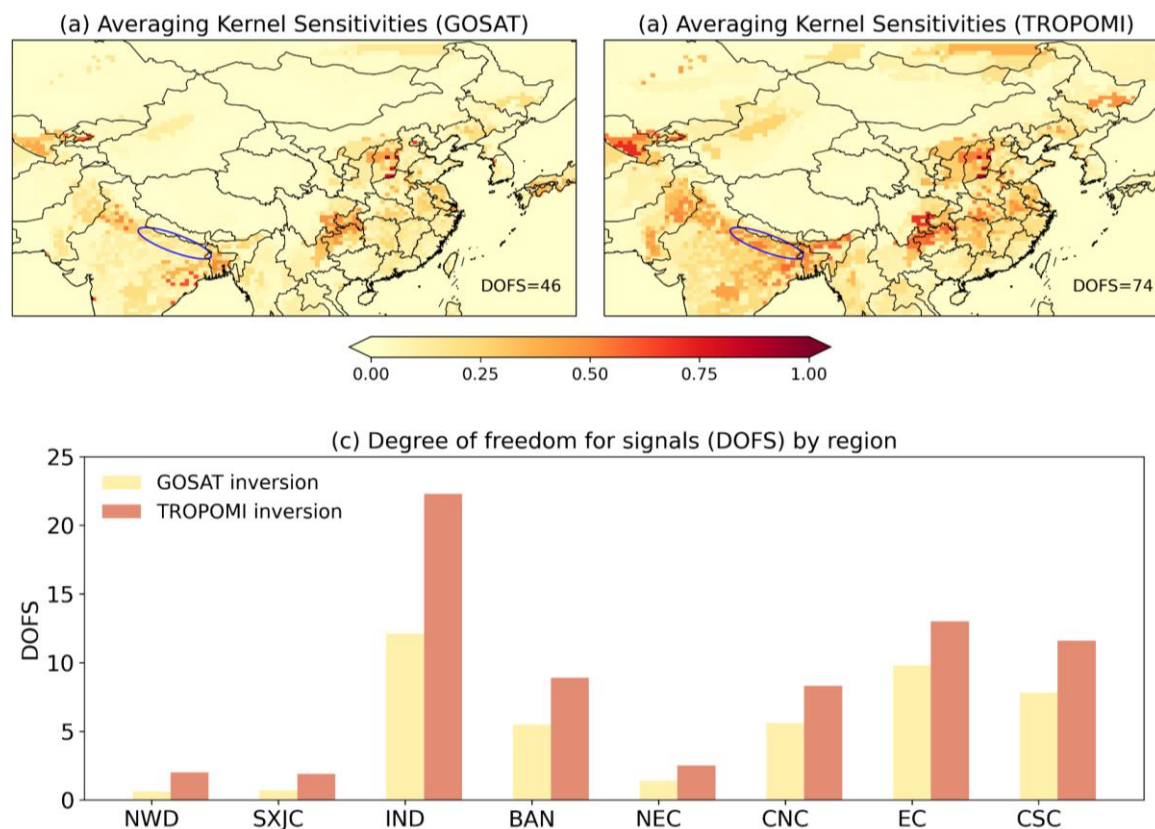 (a) Averaging Kernel Sensitivities (GOSAT)
(a) Averaging Kernel Sensitivities (TROPOMI)
DOFS=46
DOFS=74
0.00 0.25 0.50 0.75 1.00
(c) Degree of freedom for signals (DOFS) by region
25
GOSAT inversion
TROPOMI inversion
20
15
DOFS
10
5
0
NWD SXJC IND BAN NEC CNC EC CSC